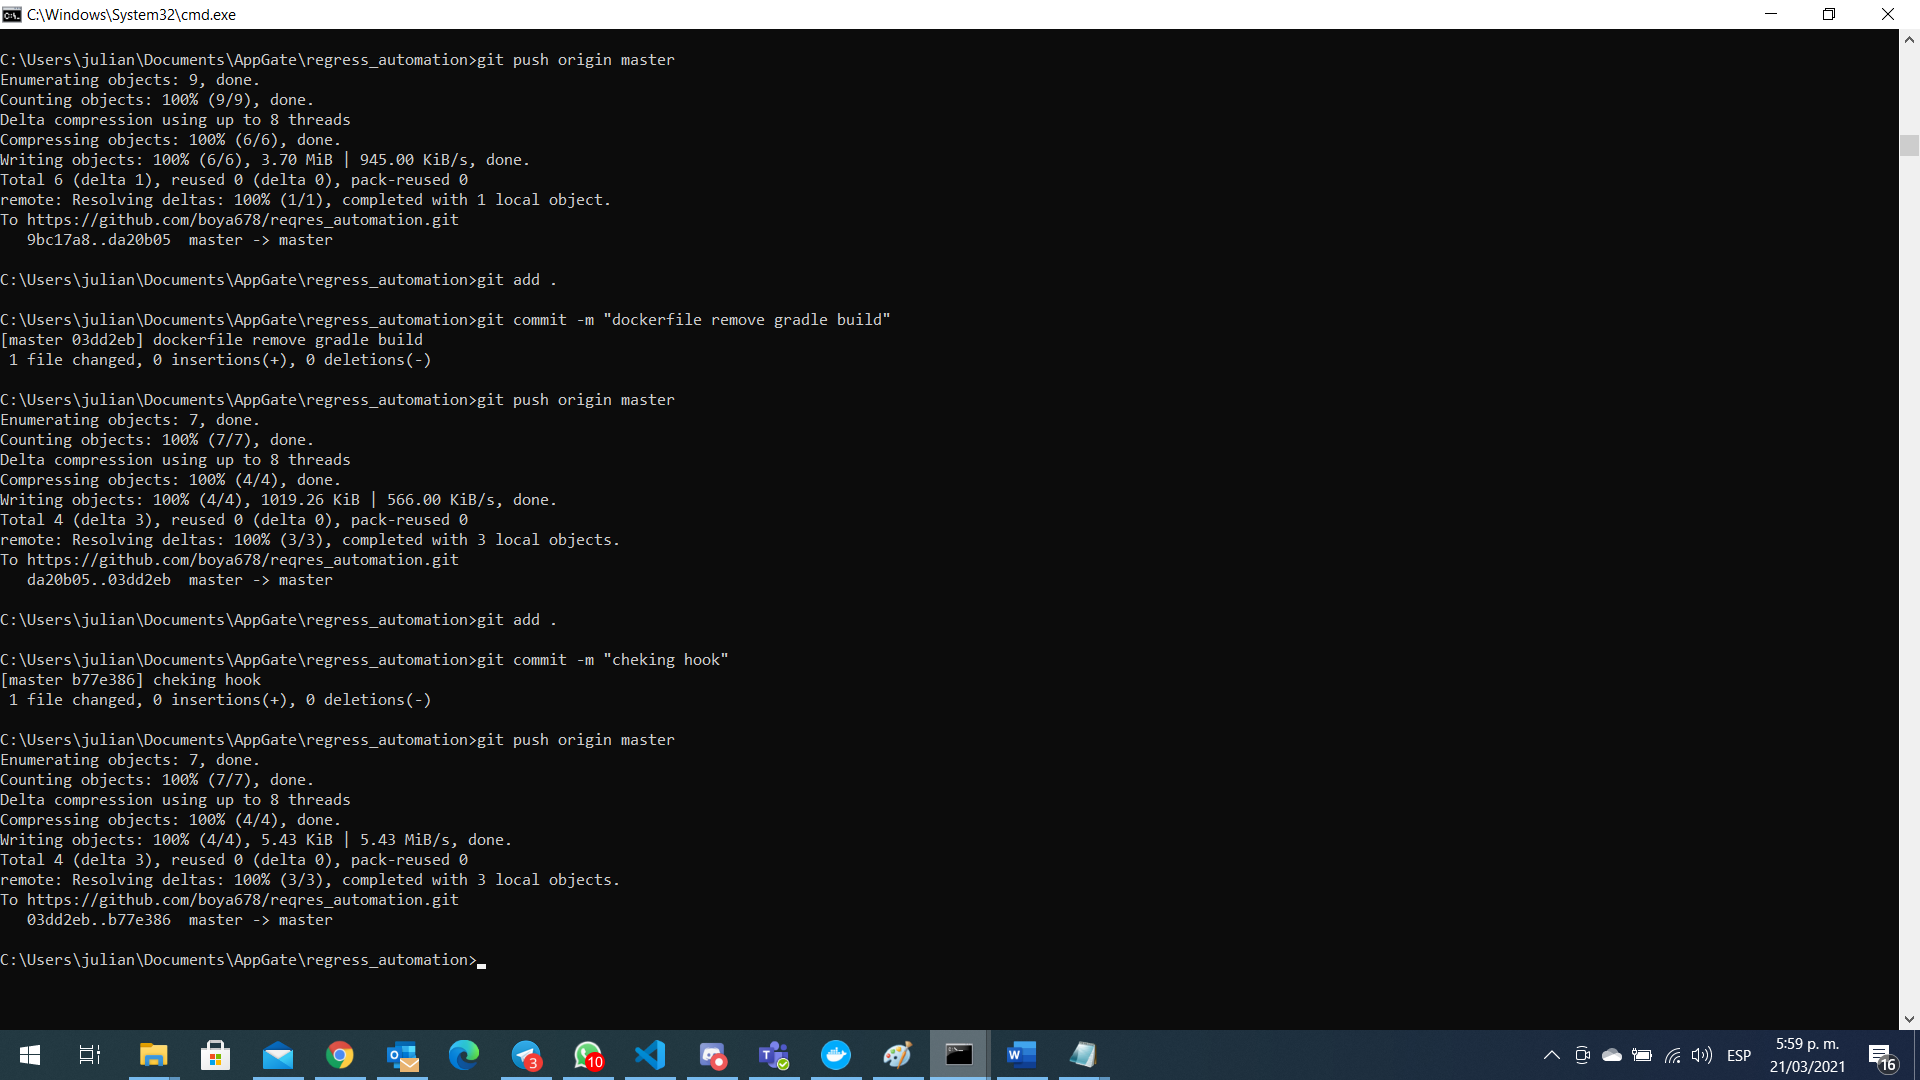 C:\Windows\System32\cmd.exe
C:\Users\julian\Documents\AppGate\regress_automation>git push origin master
Enumerating objects: 9, done.
Counting objects: 100% (9/9), done.
Delta compression using up to 8 threads
Compressing objects: 100% (6/6), done.
Writing objects: 100% (6/6), 3.70 MiB | 945.00 KiB/s, done.
Total 6 (delta 1), reused 0 (delta 0), pack-reused 0
remote: Resolving deltas: 100% (1/1), completed with 1 local object.
To https://github.com/boya678/reqres_automation.git
   9bc17a8..da20b05  master -> master
C:\Users\julian\Documents\AppGate\regress_automation>git add .
C:\Users\julian\Documents\AppGate\regress_automation>git commit -m "dockerfile remove gradle build"
[master 03dd2eb] dockerfile remove gradle build
 1 file changed, 0 insertions(+), 0 deletions(-)
C:\Users\julian\Documents\AppGate\regress_automation>git push origin master
Enumerating objects: 7, done.
Counting objects: 100% (7/7), done.
Delta compression using up to 8 threads
Compressing objects: 100% (4/4), done.
Writing objects: 100% (4/4), 1019.26 KiB | 566.00 KiB/s, done.
Total 4 (delta 3), reused 0 (delta 0), pack-reused 0
remote: Resolving deltas: 100% (3/3), completed with 3 local objects.
To https://github.com/boya678/reqres_automation.git
   da20b05..03dd2eb  master -> master
C:\Users\julian\Documents\AppGate\regress_automation>git add .
C:\Users\julian\Documents\AppGate\regress_automation>git commit -m "cheking hook"
[master b77e386] cheking hook
 1 file changed, 0 insertions(+), 0 deletions(-)
C:\Users\julian\Documents\AppGate\regress_automation>git push origin master
Enumerating objects: 7, done.
Counting objects: 100% (7/7), done.
Delta compression using up to 8 threads
Compressing objects: 100% (4/4), done.
Writing objects: 100% (4/4), 5.43 KiB | 5.43 MiB/s, done.
Total 4 (delta 3), reused 0 (delta 0), pack-reused 0
remote: Resolving deltas: 100% (3/3), completed with 3 local objects.
To https://github.com/boya678/reqres_automation.git
   03dd2eb..b77e386  master -> master
C:\Users\julian\Documents\AppGate\regress_automation>
3
10
ESP
5:59 p. m.
21/03/2021
16